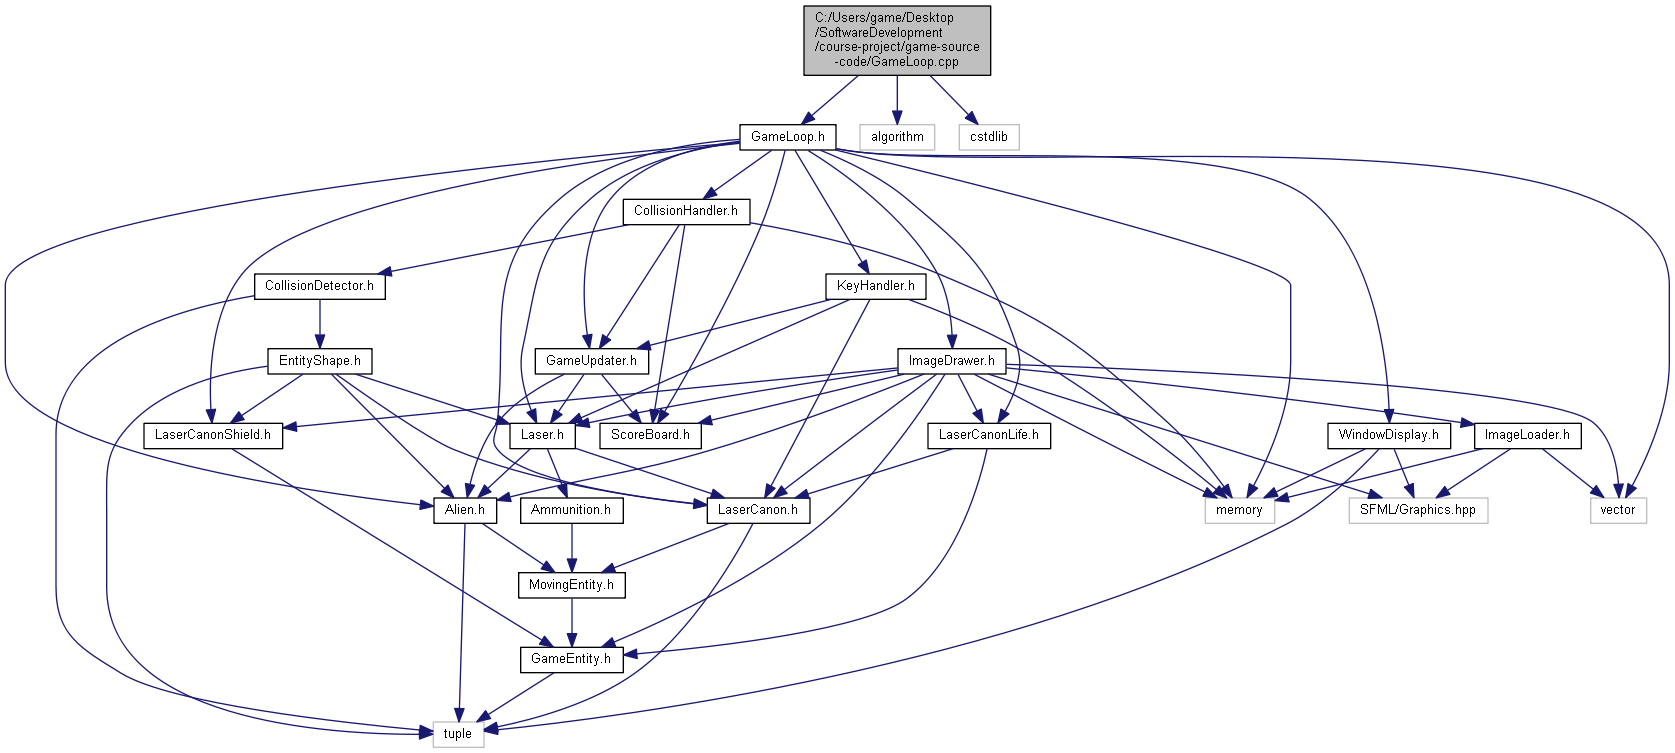 C:/Users/game/Desktop
/SoftwareDevelopment
/course-project/game-source
-code/GameLoop.cpp
GameLoop.h
algorithm
cstdlib
CollisionHandler.h
CollisionDetector.h
KeyHandler.h
EntityShape.h
GameUpdater.h
ImageDrawer.h
LaserCanonShield.h
Laser.h
ScoreBoard.h
LaserCanonLife.h
WindowDisplay.h
ImageLoader.h
Alien.h
Ammunition.h
LaserCanon.h
memory
SFML/Graphics.hpp
vector
MovingEntity.h
GameEntity.h
tuple